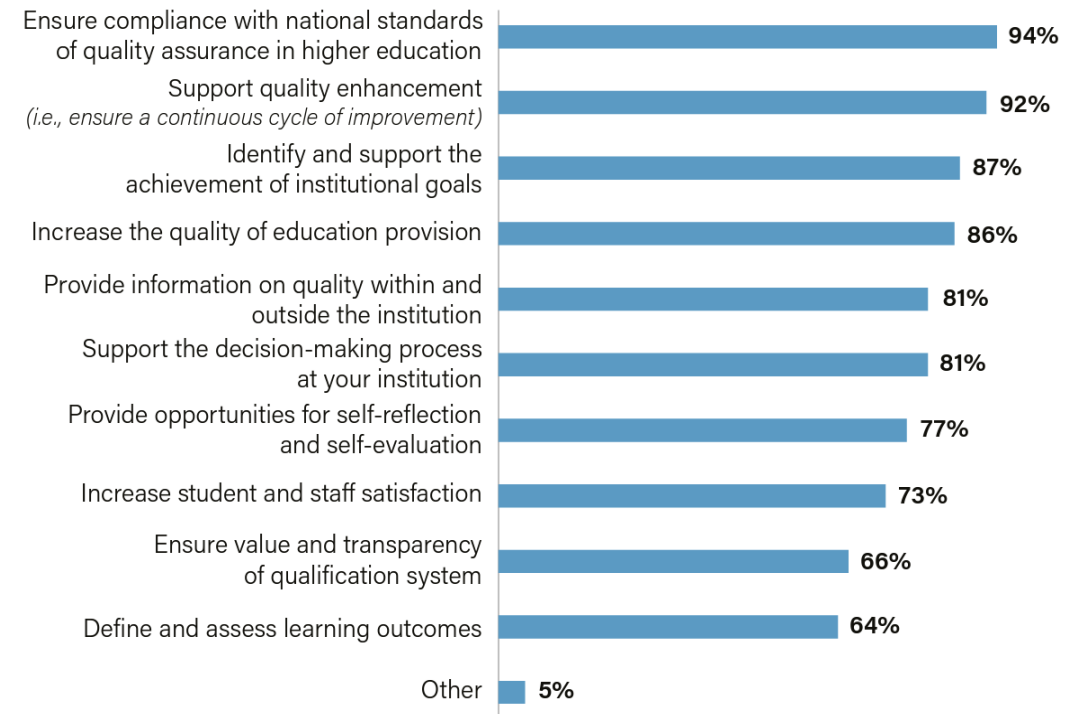 Ensure compliance with national standards
of quality assurance in higher education
94%
Support quality enhancement
(i.e., ensure a continuous cycle of improvement)
92%
Identify and support the
achievement of institutional goals
87%
Increase the quality of education provision
86%
Provide information on quality within and
outside the institution
81%
Support the decision-making process
at your institution
81%
Provide opportunities for self-reflection
and self-evaluation
77%
Increase student and staff satisfaction
73%
Ensure value and transparency
of qualification system
66%
Define and assess learning outcomes
64%
Other
5%